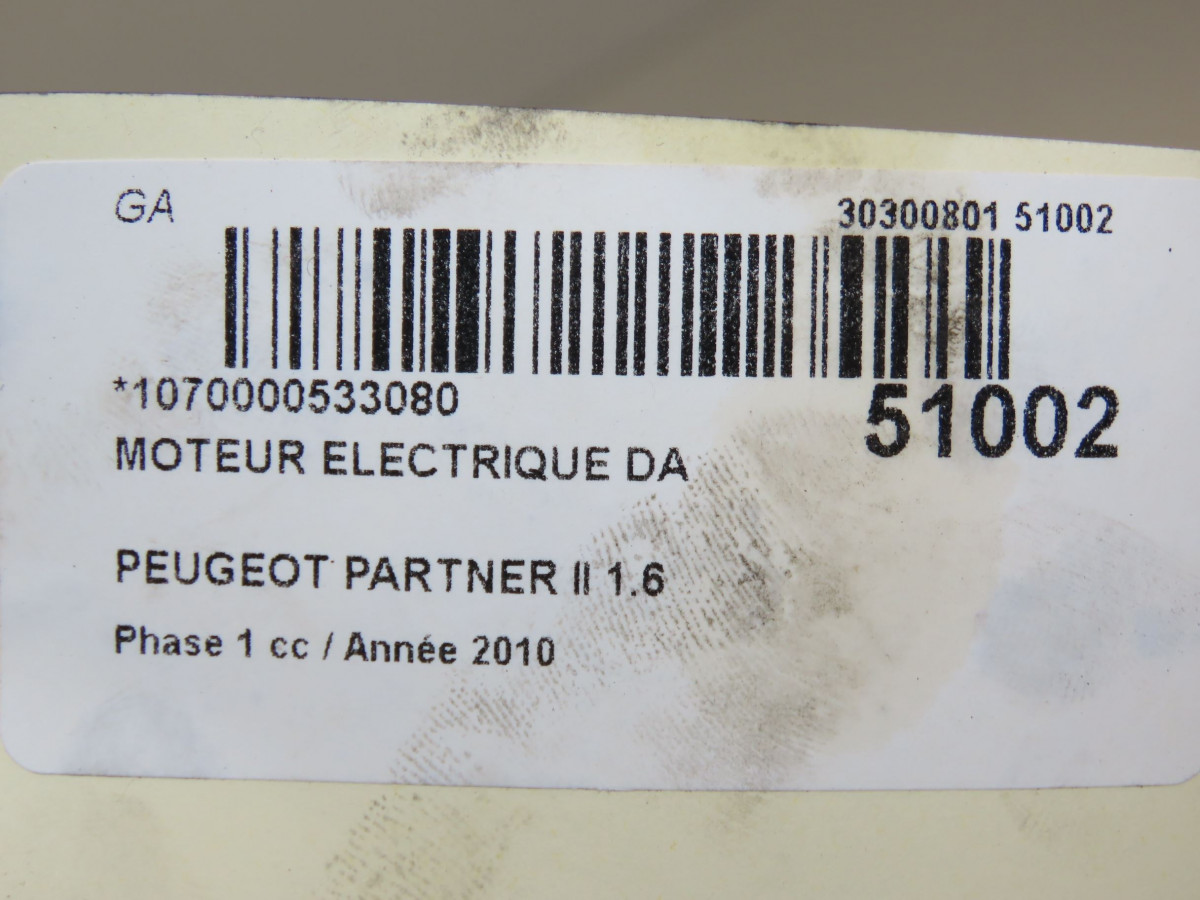 GA
30300801 51002
*1070000533080
51002
MOTEUR ELECTRIQUE DA
PEUGEOT PARTNER II 1.6
Phase 1 cc / Année 2010